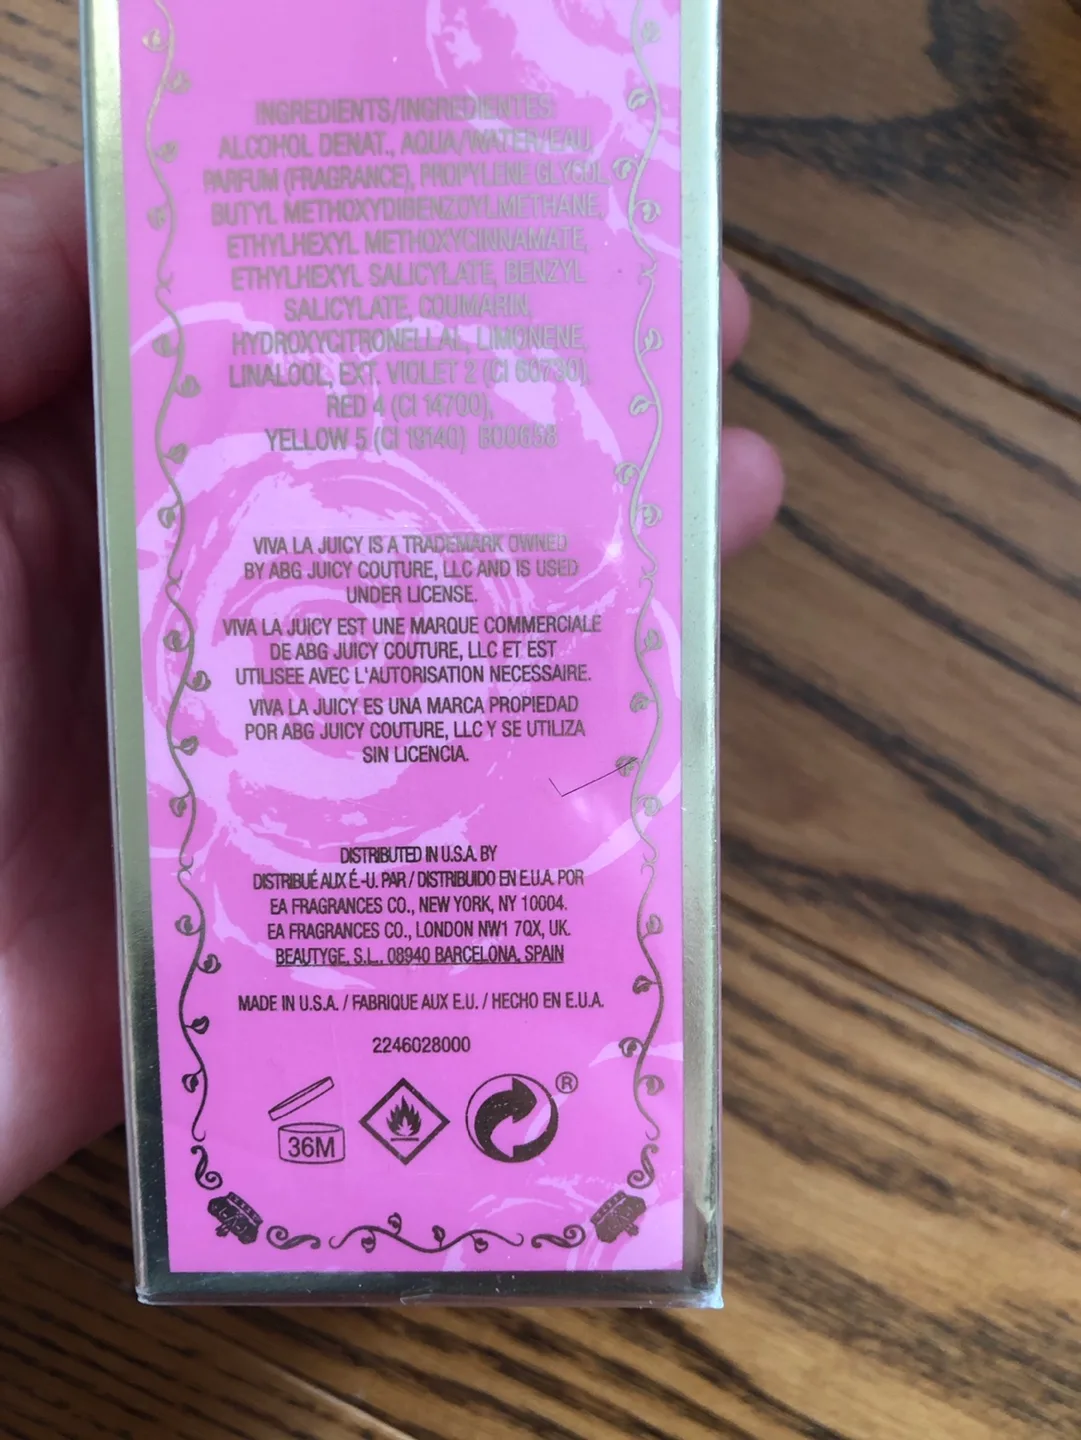 INGREDIENTS/INGREDIENTES:
ALCOHOL DENAT., AQUA/WATER/EAU,
PARFUM (FRAGRANCE), PROPYLENE GLYCOL,
BUTYL METHOXYDIBENZOYLMETHANE,
ETHYLHEXYL METHOXYCINNAMATE,
ETHYLHEXYL SALICYLATE, BENZYL
SALICYLATE, COUMARIN,
HYDROXYCITRONELLAL, LIMONENE,
LINALOOL, EXT. VIOLET 2 (CI 60730),
RED 4 (CI 14700),
YELLOW 5 (CI 19140)
VIVA LA JUICY IS A TRADEMARK OWNED
BY ABG JUICY COUTURE, LLC AND IS USED
UNDER LICENSE.
VIVA LA JUICY EST UNE MARQUE COMMERCIALE
DE ABG JUICY COUTURE, LLC ET EST
UTILISEE AVEC L'AUTORISATION NECESSAIRE.
VIVA LA JUICY ES UNA MARCA PROPIEDAD
POR ABG JUICY COUTURE, LLC Y SE UTILIZA
SIN LICENCIA.
DISTRIBUTED IN U.S.A. BY
DISTRIBUÉ AUX É.-U. PAR / DISTRIBUIDO EN E.U.A. POR
EA FRAGRANCES CO., NEW YORK, NY 10004.
EA FRAGRANCES CO., LONDON NW1 7QX, UK.
BEAUTYGE, S.L., 08940 BARCELONA, SPAIN
MADE IN U.S.A. / FABRIQUE AUX E.U. / HECHO EN E.U.A.
2246028000
36M
®